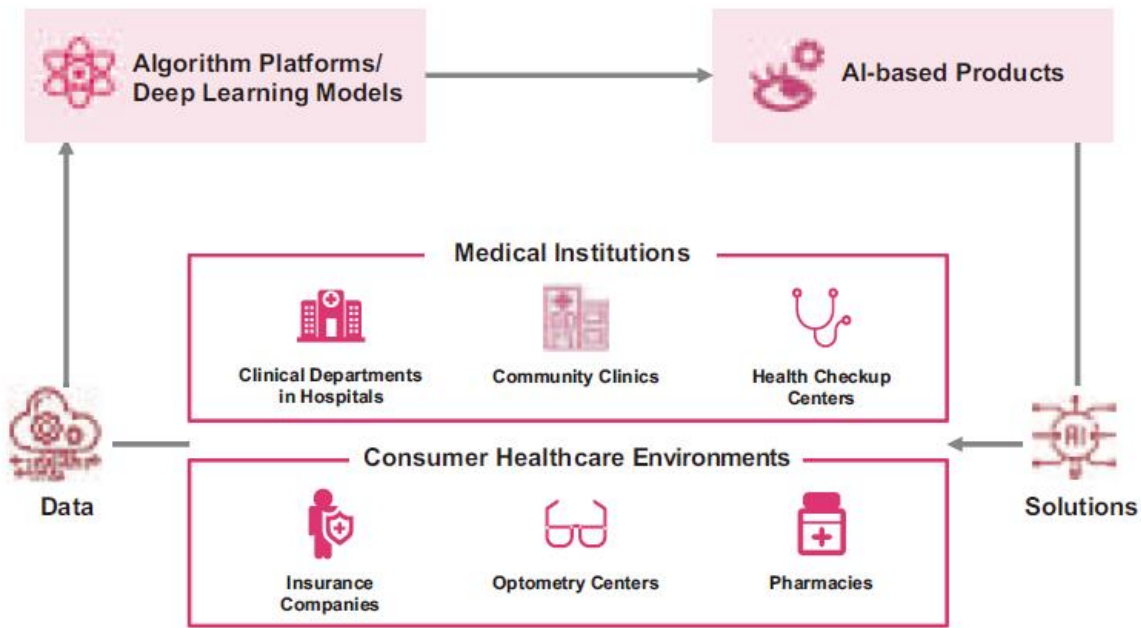 Algorithm Platforms/
Deep Learning Models
AI-based Products
Medical Institutions
Clinical Departments
in Hospitals
Community Clinics
Health Checkup
Centers
Data
Consumer Healthcare Environments
AI
Solutions
Insurance
Companies
Optometry Centers
Pharmacies